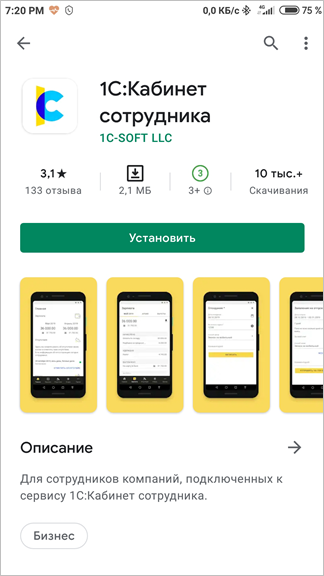 7:20 PM 0,0 КБ/с 4G 75 %
1С:Кабинет
сотрудника
1C-SOFT LLC
3,1★ 3 10 тыс.+
133 отзыва 2,1 МБ 3+ Скачивания
Установить
Описание
Для сотрудников компаний, подключенных к
сервису 1С:Кабинет сотрудника.
Бизнес